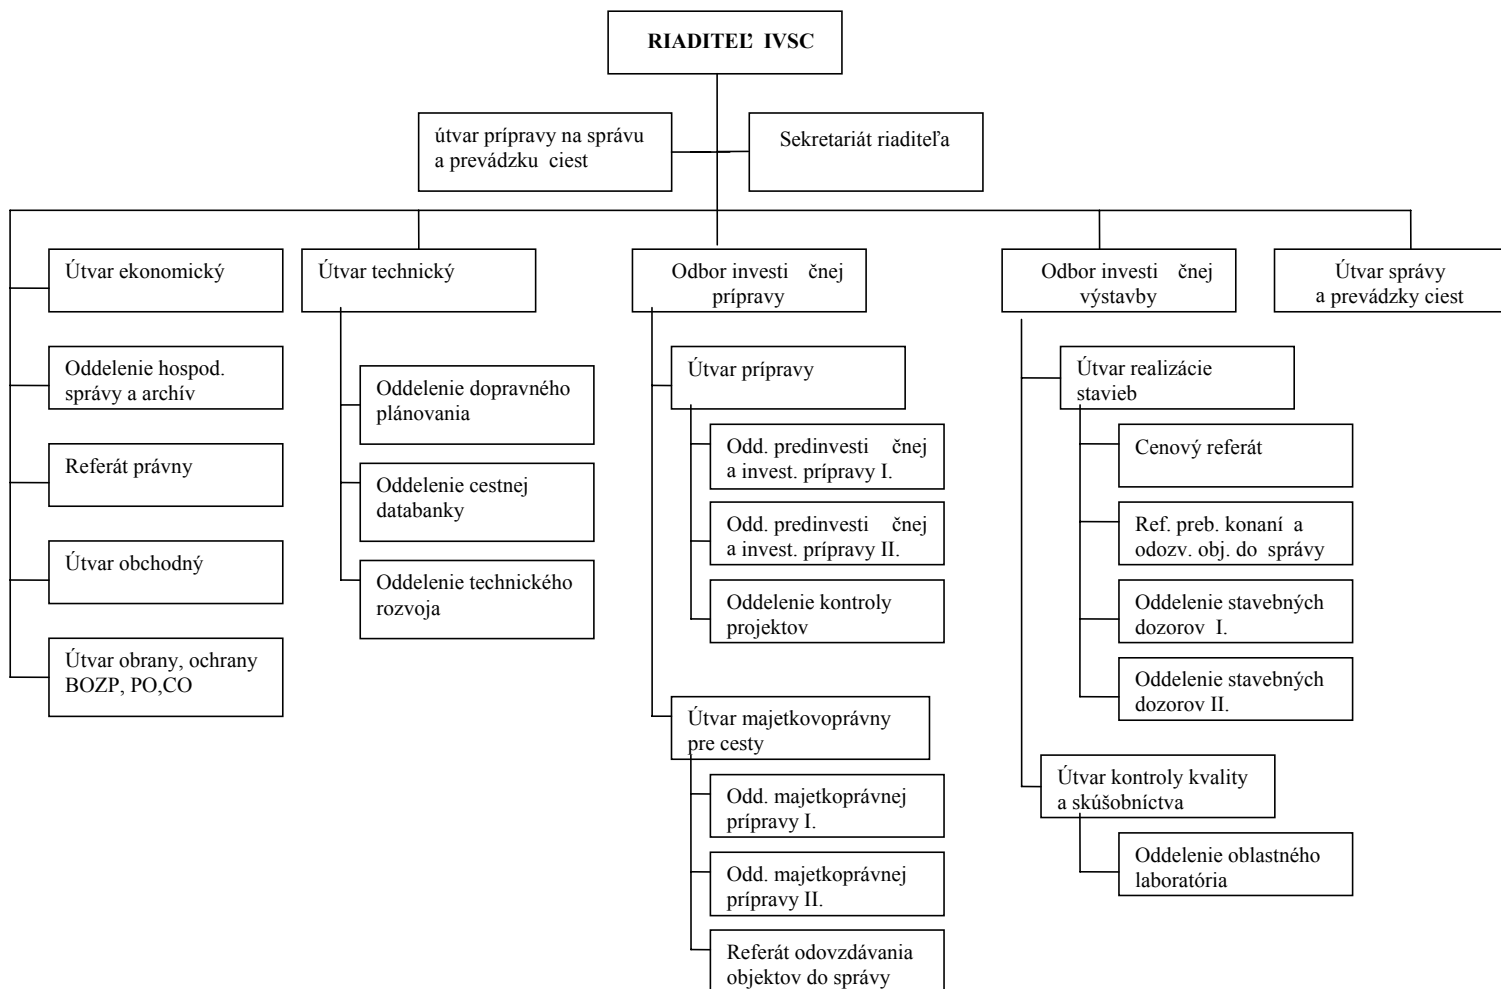 RIADITEĽ IVSC
útvar prípravy na správu
a prevádzku ciest
Sekretariát riaditeľa
Útvar ekonomický
Oddelenie hospod.
správy a archív
Referát právny
Útvar obchodný
Útvar obrany, ochrany
BOZP, PO,CO
Útvar technický
Oddelenie dopravného
plánovania
Oddelenie cestnej
databanky
Oddelenie technického
rozvoja
Odbor investi čnej
prípravy
Útvar prípravy
Odd. predinvesti čnej
a invest. prípravy I.
Odd. predinvesti čnej
a invest. prípravy II.
Oddelenie kontroly
projektov
Útvar majetkovoprávny
pre cesty
Odd. majetkoprávnej
prípravy I.
Odd. majetkoprávnej
prípravy II.
Referát odovzdávania
objektov do správy
Odbor investi čnej
výstavby
Útvar realizácie
stavieb
Cenový referát
Ref. preb. konaní a
odozv. obj. do správy
Oddelenie stavebných
dozorov I.
Oddelenie stavebných
dozorov II.
Útvar kontroly kvality
a skúšobníctva
Oddelenie oblastného
laboratória
Útvar správy
a prevádzky ciest